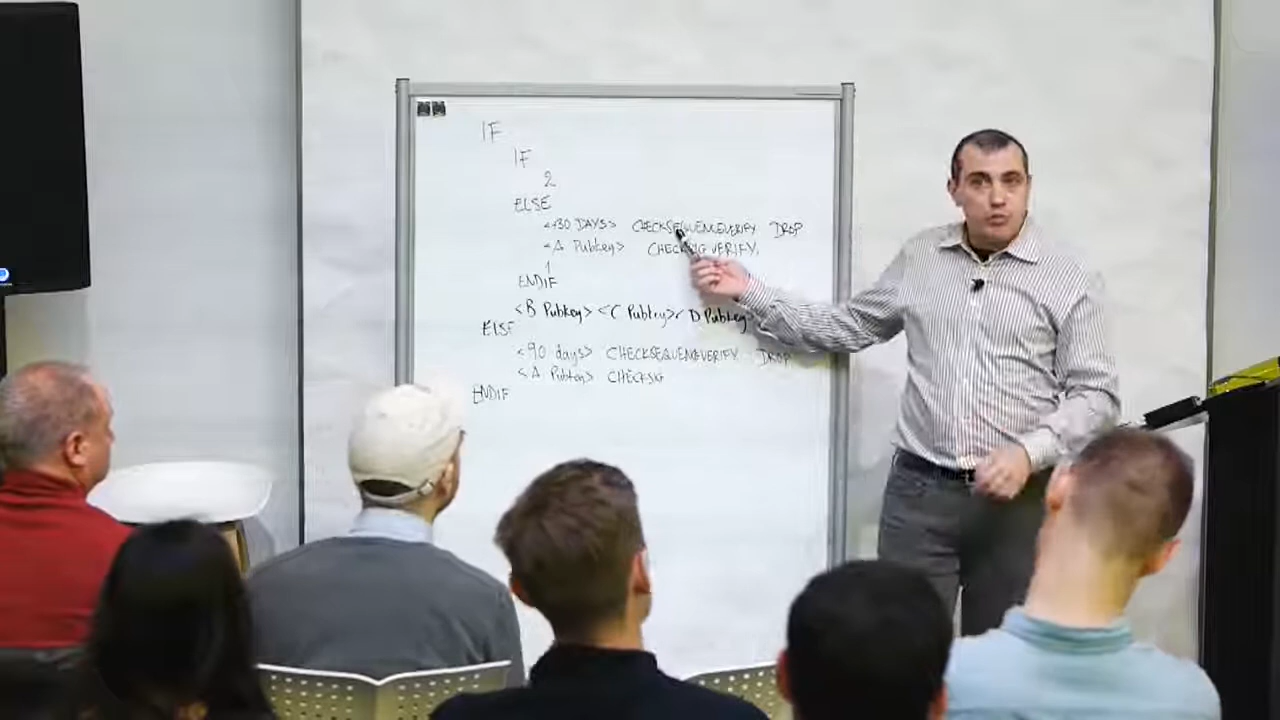 IF
IF
2
ELSE
<30 DAYS> CHECKSEQUENCEVERIFY DROP
<A Pubkey> CHECKSIG VERIFY
1
ENDIF
<B Pubkey> <C Pubkey> <D Pubkey>
ELSE
<90 days> CHECKSEQUENCEVERIFY DROP
<A Pubkey> CHECKSIG
ENDIF